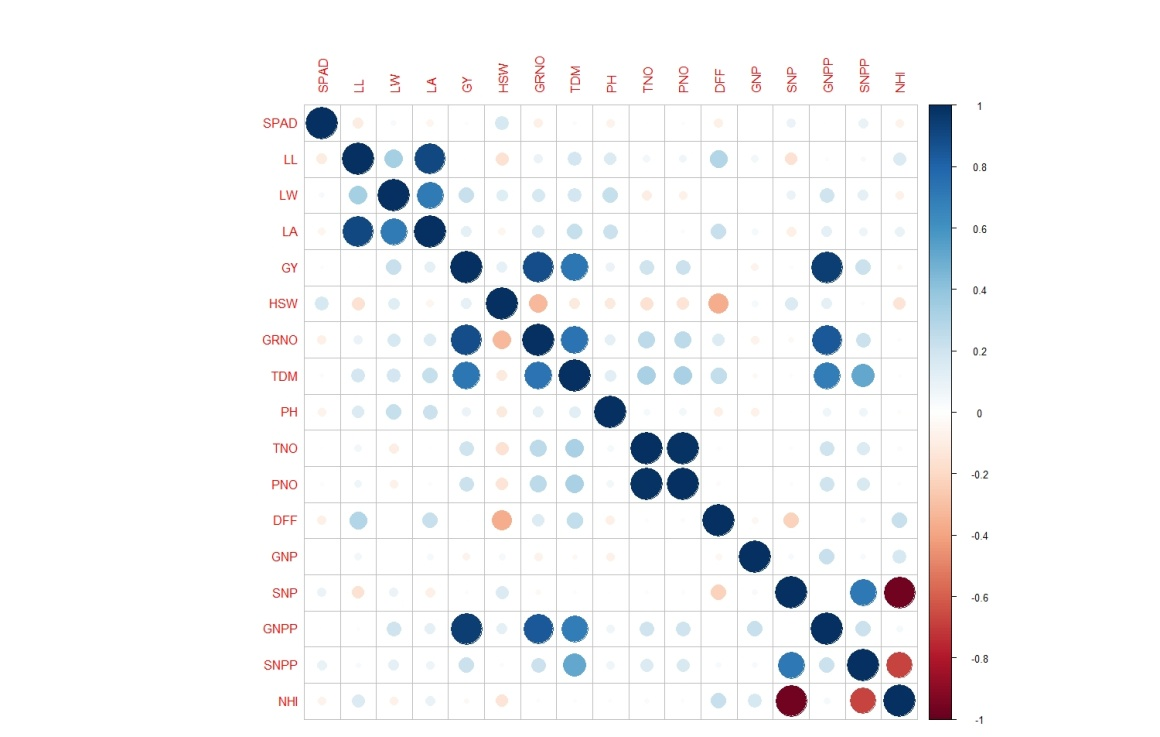 SPAD LL LW LA GY HSW GRNO TDM PH TNO PNO DFF GNP SNP GNPP SNPP NHI
SPAD
LL
LW
LA
GY
HSW
GRNO
TDM
PH
TNO
PNO
DFF
GNP
SNP
GNPP
SNPP
NHI
1
0.8
0.6
0.4
0.2
0
-0.2
-0.4
-0.6
-0.8
-1